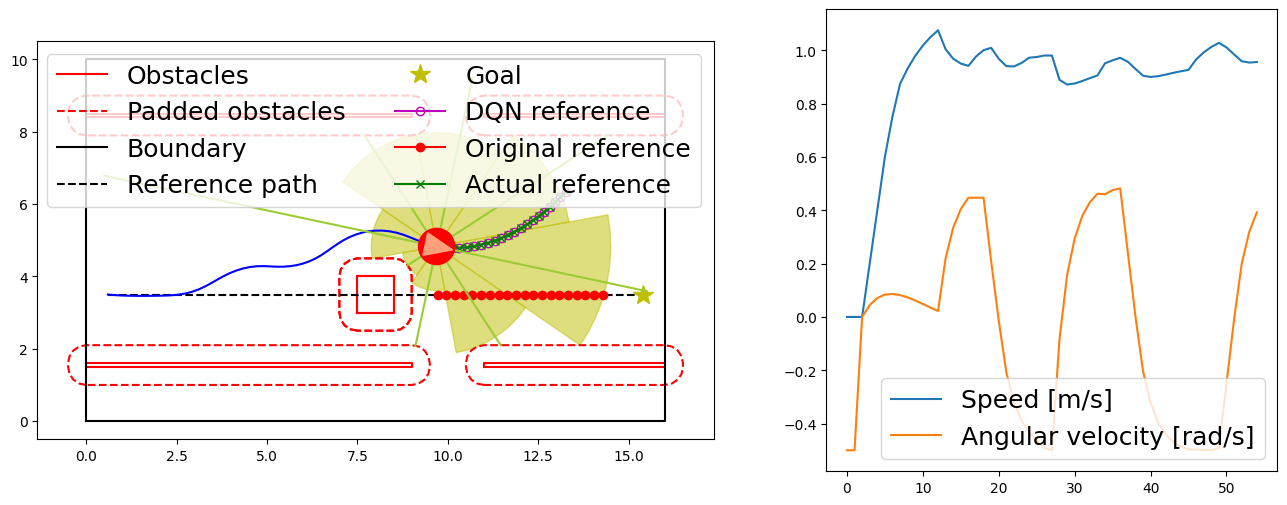 Obstacles
Padded obstacles
Boundary
Reference path
Goal
DQN reference
Original reference
Actual reference
10
8
6
4
2
0
0.0 2.5 5.0 7.5 10.0 12.5 15.0
1.0
0.8
0.6
0.4
0.2
0.0
−0.2
−0.4
Speed [m/s]
Angular velocity [rad/s]
0 10 20 30 40 50